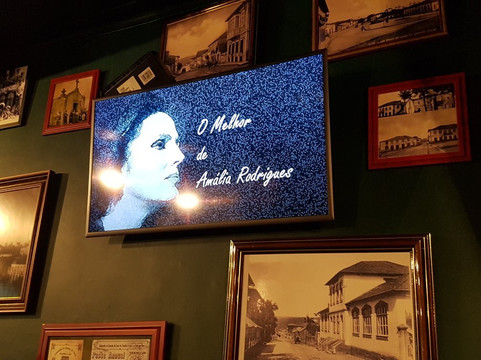 O Melhor
de
Amália Rodrigues